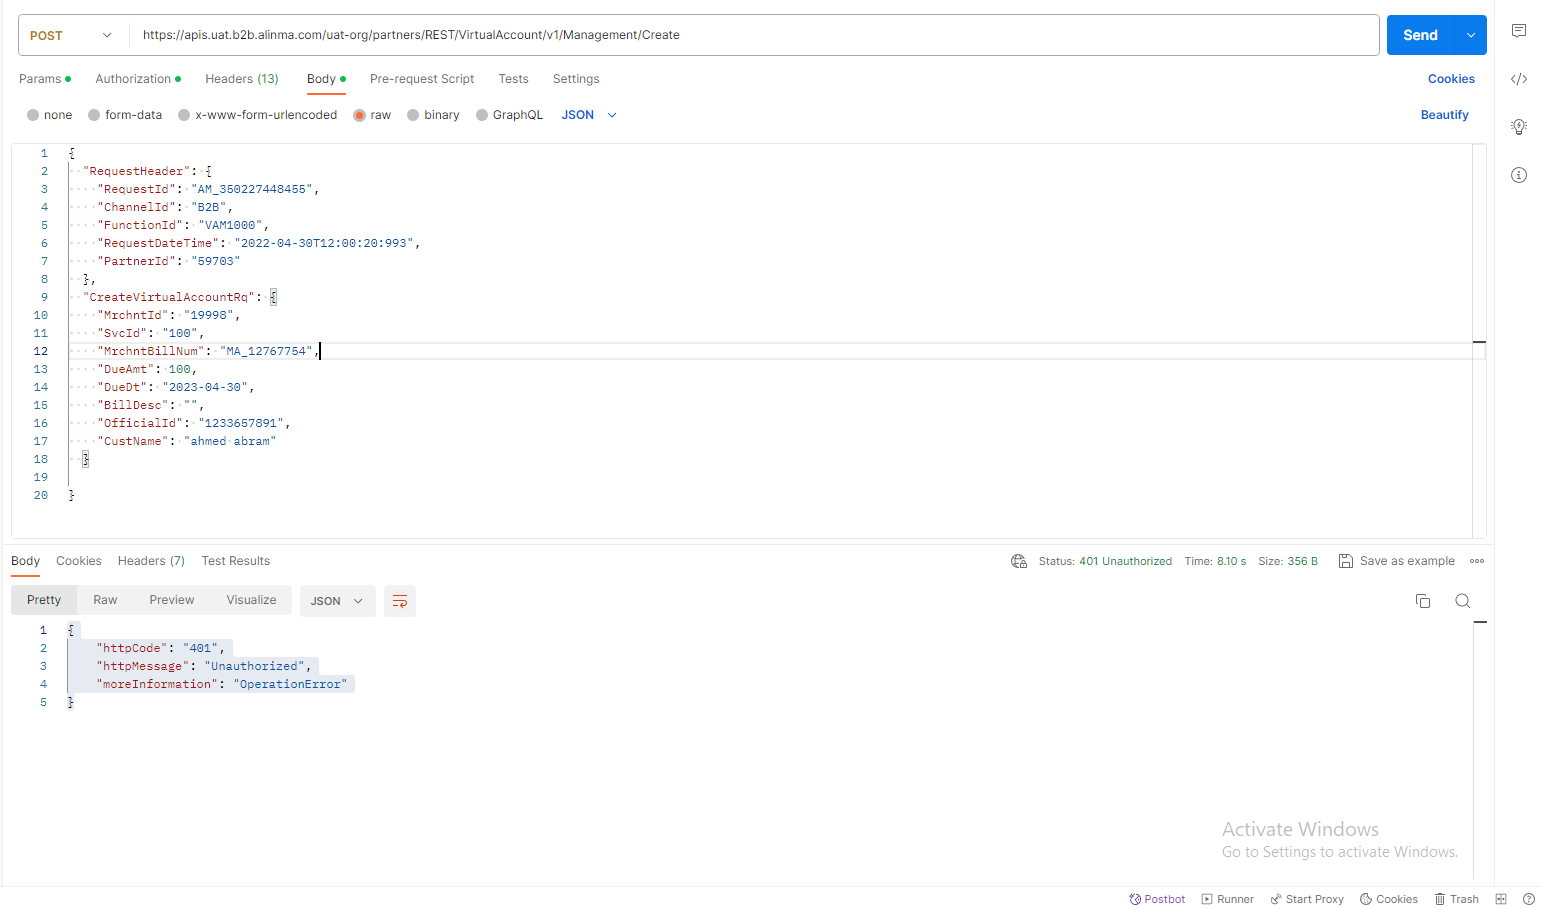 POST https://apis.uat.b2b.alinma.com/uat-org/partners/REST/VirtualAccount/v1/Management/Create Send
Params Authorization Headers (13) Body Pre-request Script Tests Settings Cookies
none form-data x-www-form-urlencoded raw binary GraphQL JSON Beautify
1 {
2 "RequestHeader": {
3 "RequestId": "AM_350227448455",
4 "ChannelId": "B2B",
5 "FunctionId": "VAM1000",
6 "RequestDateTime": "2022-04-30T12:00:20:993",
7 "PartnerId": "59703"
8 },
9 "CreateVirtualAccountRq": {
10 "MrchntId": "19998",
11 "SvcId": "100",
12 "MrchntBillNum": "MA_12767754",
13 "DueAmt": 100,
14 "DueDt": "2023-04-30",
15 "BillDesc": "",
16 "OfficialId": "1233657891",
17 "CustName": "ahmed abram"
18 }
19
20 }
Body Cookies Headers (7) Test Results Status: 401 Unauthorized Time: 8.10 s Size: 356 B Save as example
Pretty Raw Preview Visualize JSON
1 {
2 "httpCode": "401",
3 "httpMessage": "Unauthorized",
4 "moreInformation": "OperationError"
5 }
Activate Windows
Go to Settings to activate Windows.
Postbot Runner Start Proxy Cookies Trash